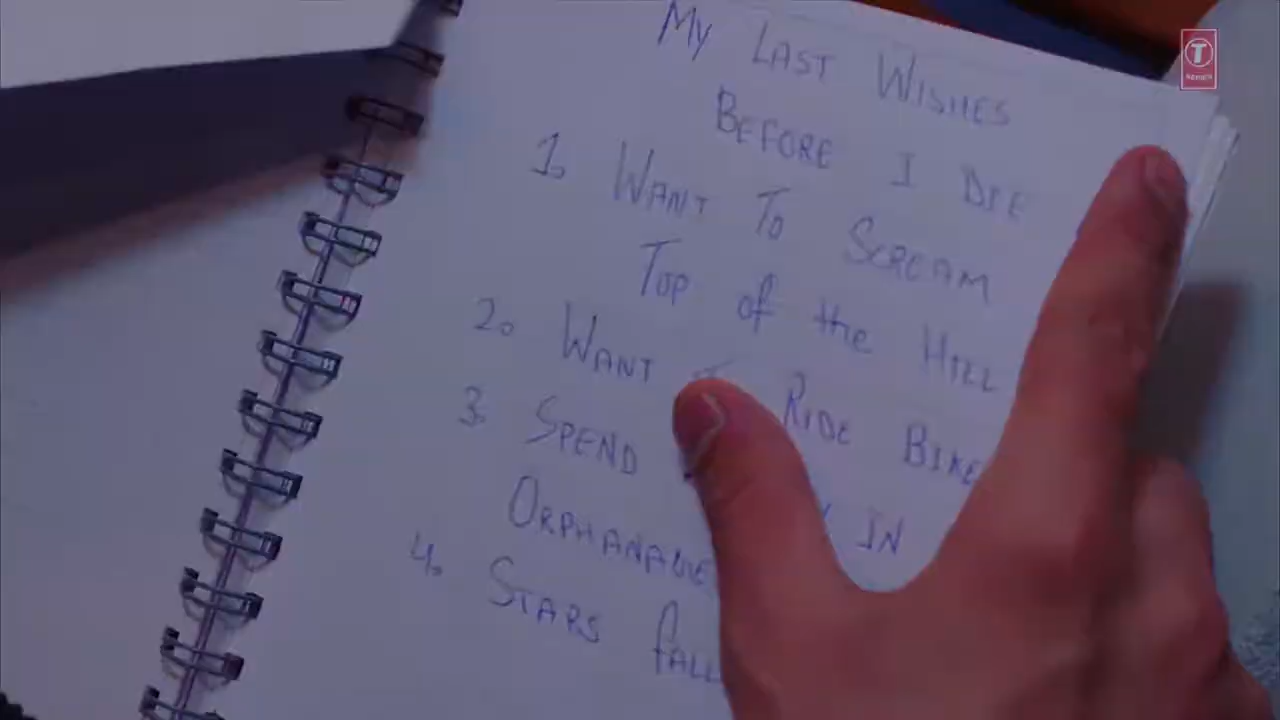 My LAST WISHES
BEFORE I DIE
1. WANT TO SCREAM
TOP of the HILL
2. WANT RIDE BIKE
3. SPEND IN
ORPHANAGE
4. STARS fALL
T